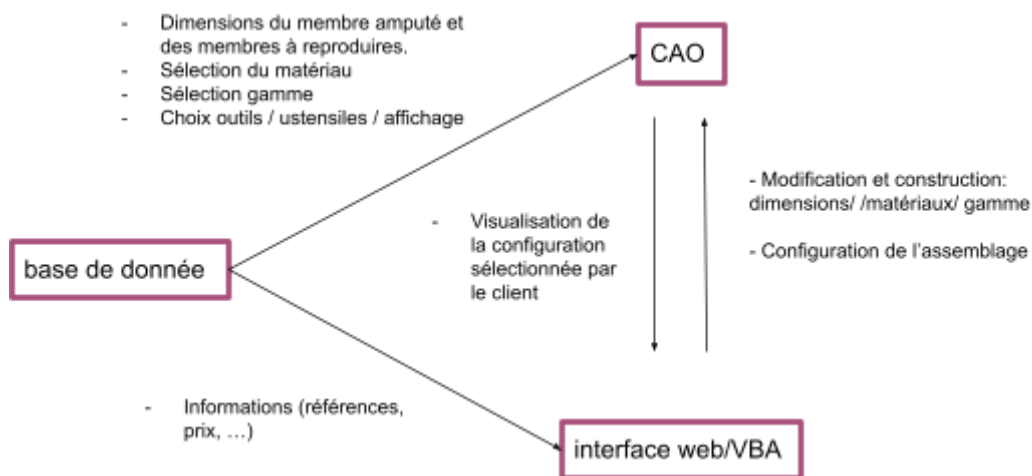 - Dimensions du membre amputé et
des membres à reproduires.
- Sélection du matériau
- Sélection gamme
- Choix outils / ustensiles / affichage
CAO
- Modification et construction:
dimensions/ /matériaux/ gamme
- Configuration de l'assemblage
- Visualisation de
la configuration
sélectionnée par
le client
base de donnée
- Informations (références,
prix, …)
interface web/VBA